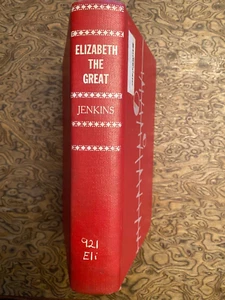 ELIZABETH
THE
GREAT
JENKINS
921
Eli